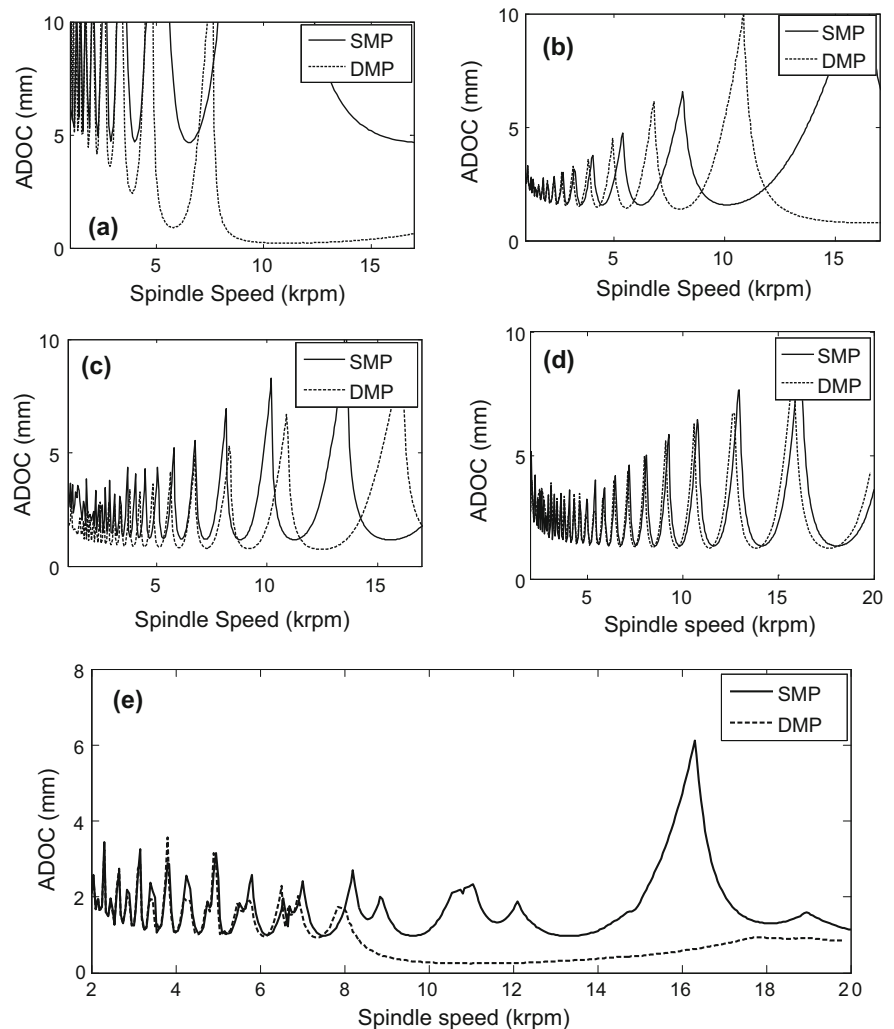 10
SMP
DMP
ADOC (mm)
5
(a)
0
5
10
15
Spindle Speed (krpm)
10
(b)
SMP
DMP
ADOC (mm)
5
0
5
10
15
Spindle Speed (krpm)
10
(c)
SMP
DMP
ADOC (mm)
5
0
5
10
15
Spindle Speed (krpm)
10
(d)
SMP
DMP
ADOC (mm)
5
0
5
10
15
20
Spindle speed (krpm)
8
(e)
SMP
DMP
6
ADOC (mm)
4
2
0
2
4
6
8
10
12
14
16
18
20
Spindle speed (krpm)